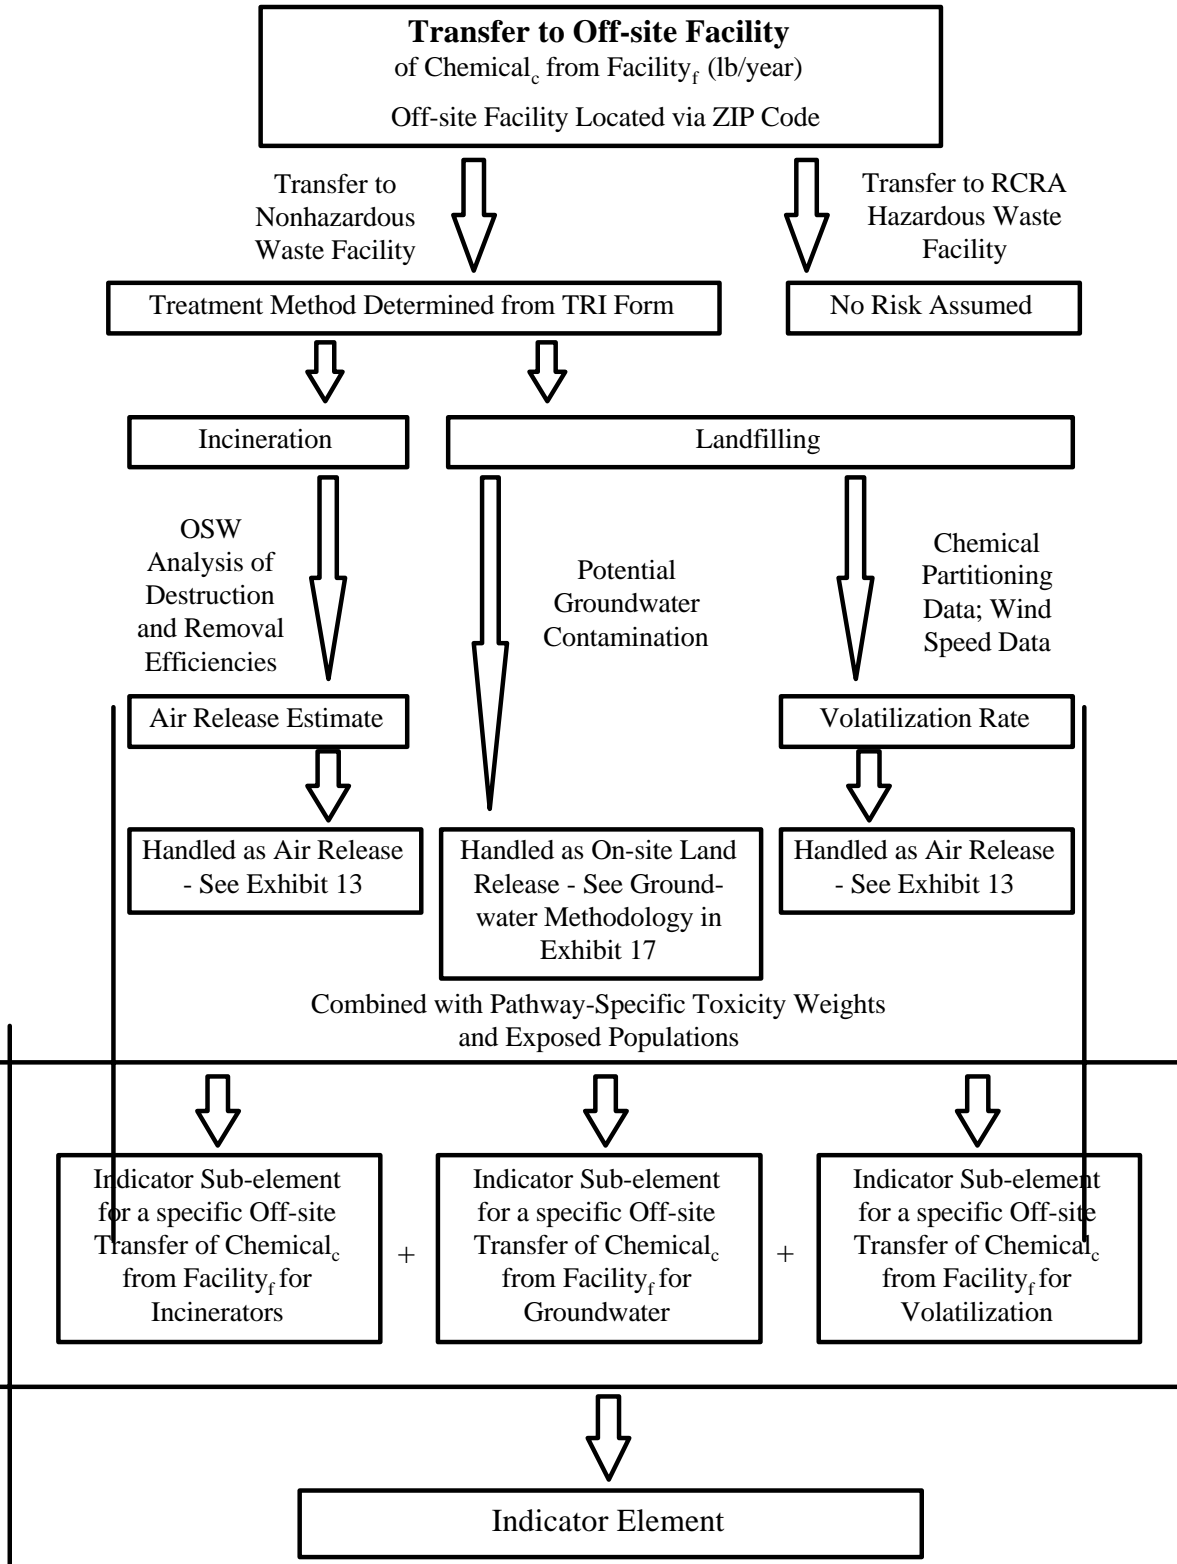 Transfer to Off-site Facility
of Chemical_c from Facility_f (lb/year)
Off-site Facility Located via ZIP Code
Transfer to
Nonhazardous
Waste Facility
Transfer to RCRA
Hazardous Waste
Facility
Treatment Method Determined from TRI Form
No Risk Assumed
Incineration
Landfilling
OSW
Analysis of
Destruction
and Removal
Efficiencies
Potential
Groundwater
Contamination
Chemical
Partitioning
Data; Wind
Speed Data
Air Release Estimate
Volatilization Rate
Handled as Air Release
- See Exhibit 13
Handled as On-site Land
Release - See Ground-
water Methodology in
Exhibit 17
Handled as Air Release
- See Exhibit 13
Combined with Pathway-Specific Toxicity Weights
and Exposed Populations
Indicator Sub-element
for a specific Off-site
Transfer of Chemical_c
from Facility_f for
Incinerators
+
Indicator Sub-element
for a specific Off-site
Transfer of Chemical_c
from Facility_f for
Groundwater
+
Indicator Sub-element
for a specific Off-site
Transfer of Chemical_c
from Facility_f for
Volatilization
Indicator Element